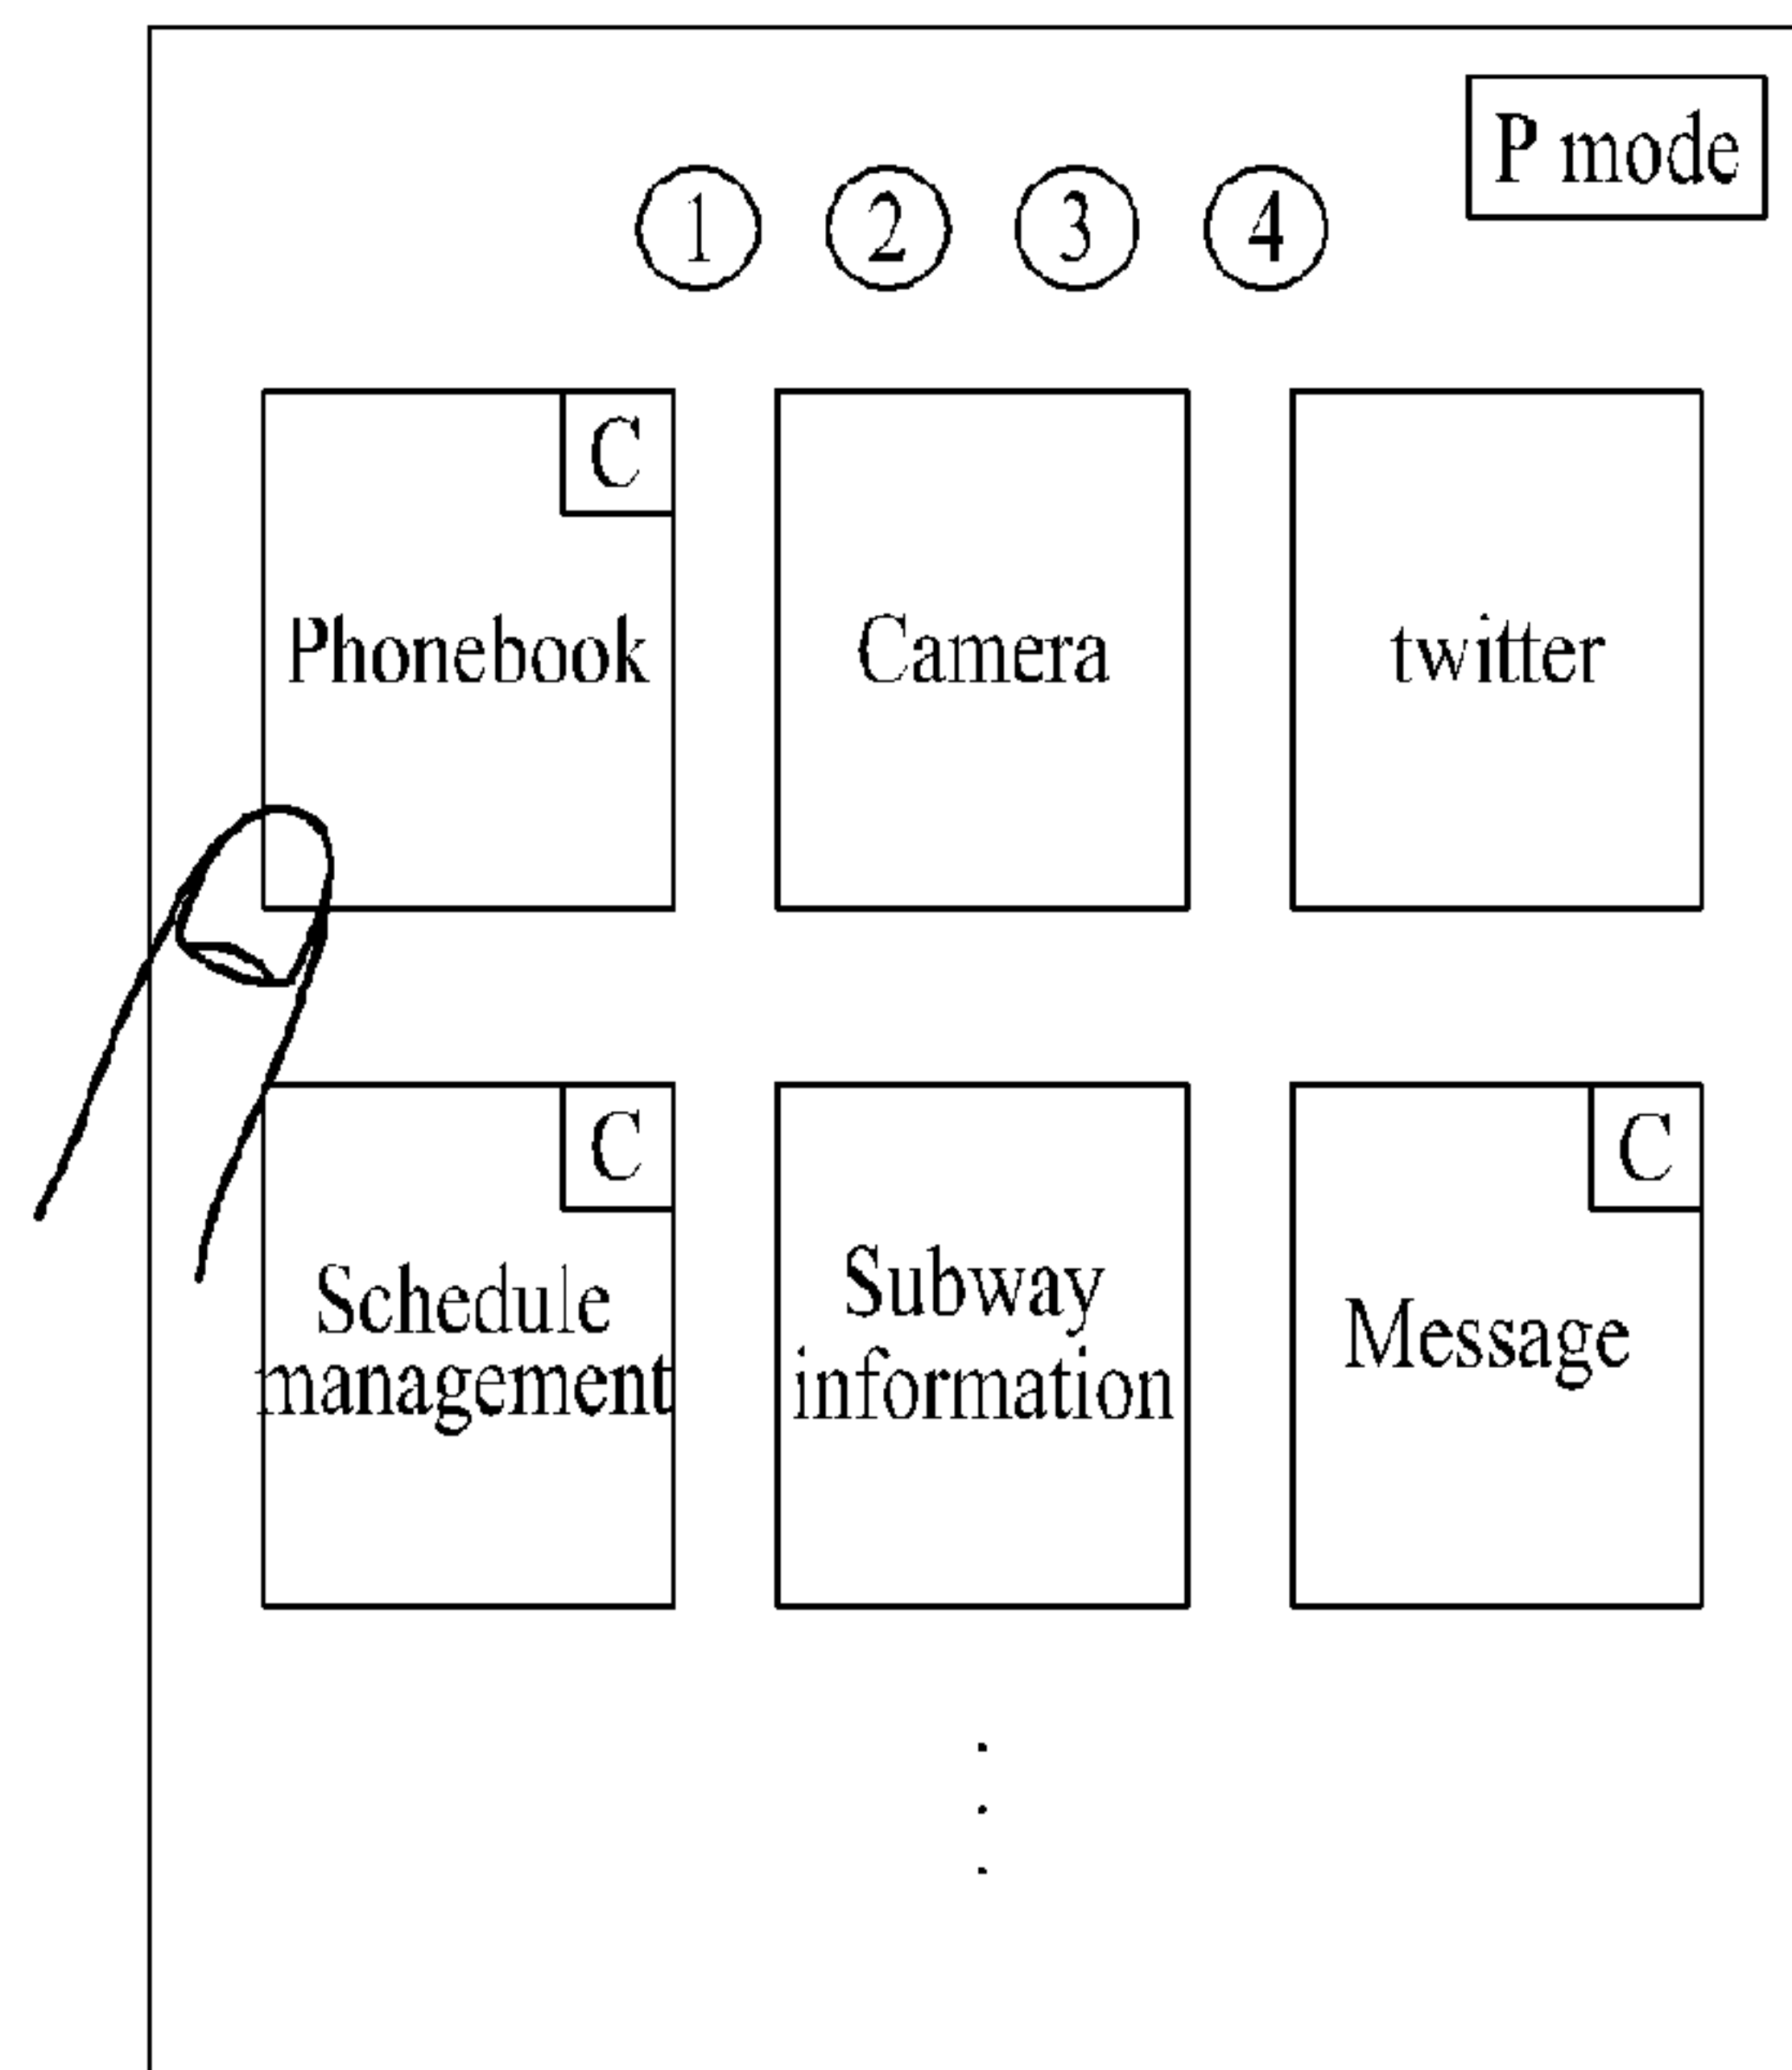 P mode
1 2 3 4
C
Phonebook
Camera
twitter
C
Schedule
management
Subway
information
C
Message